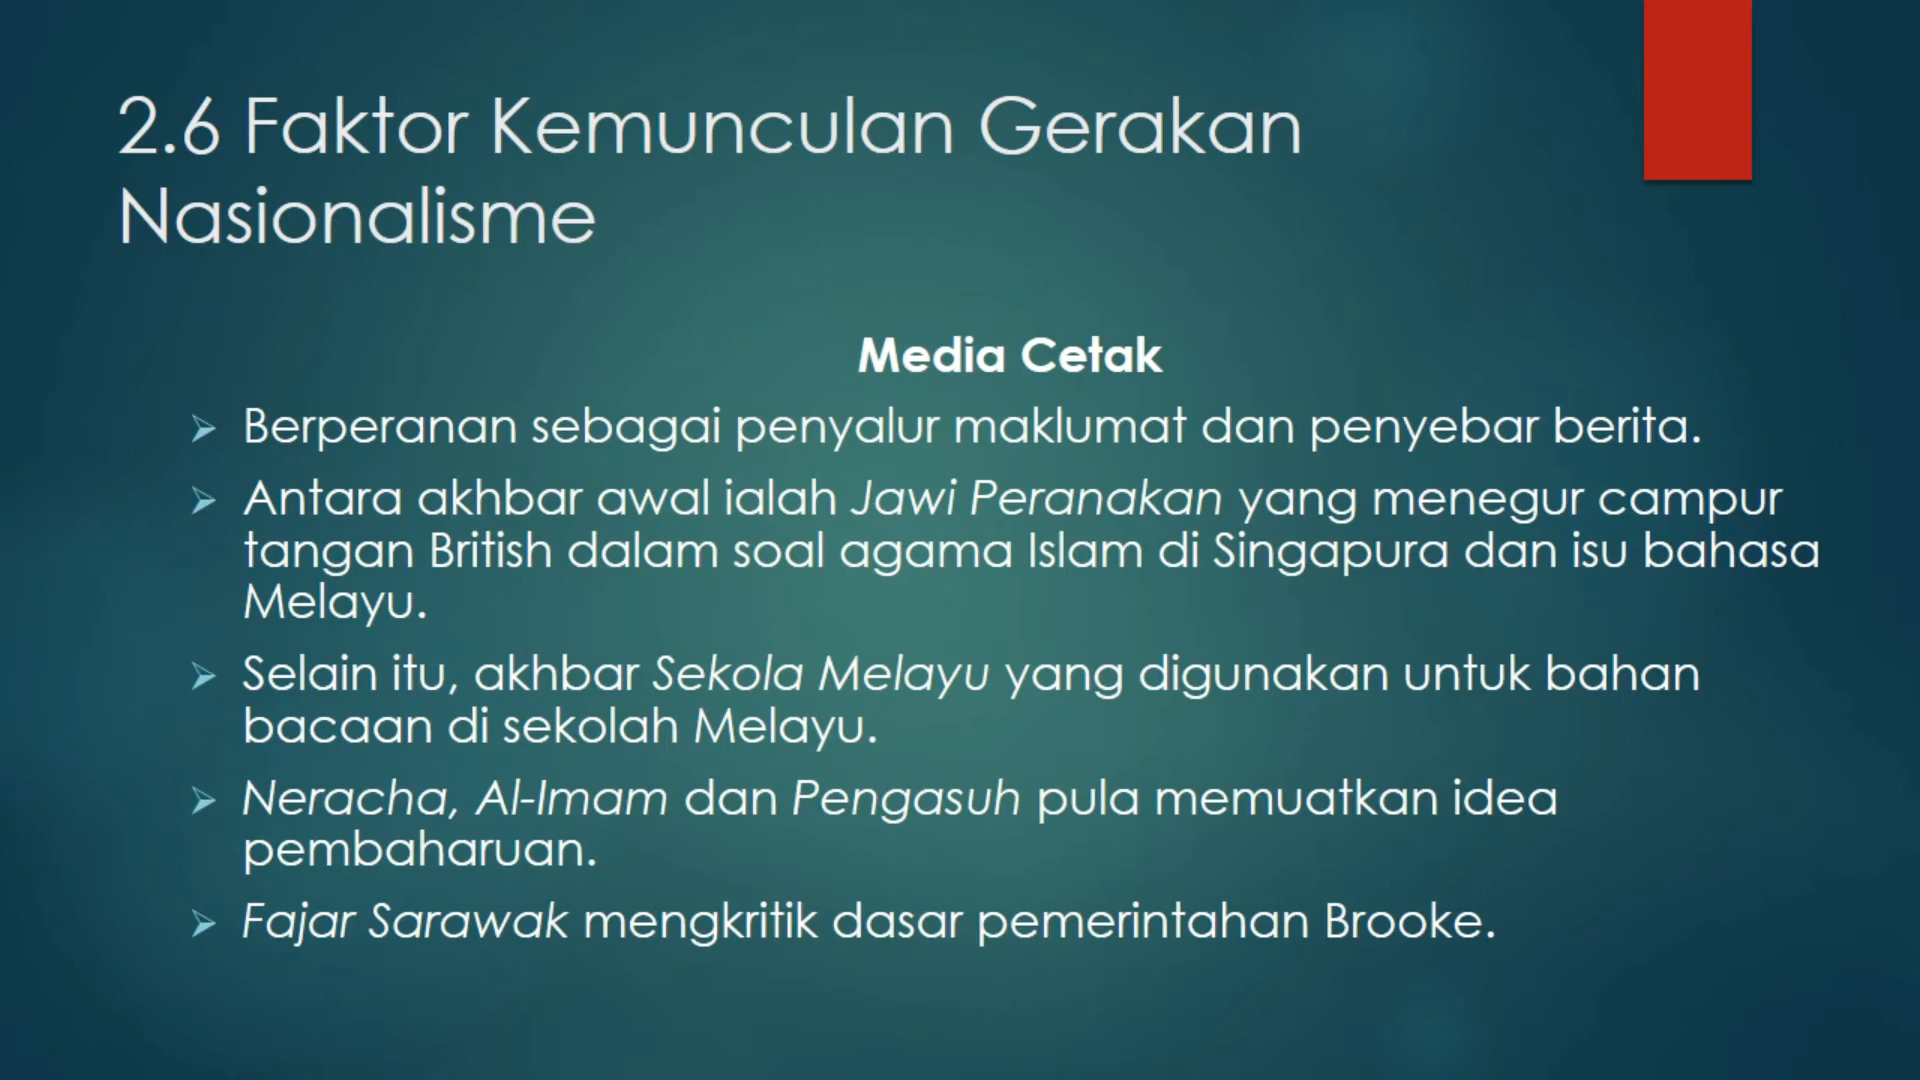 2.6 Faktor Kemunculan Gerakan
Nasionalisme
Media Cetak
Berperanan sebagai penyalur maklumat dan penyebar berita.
Antara akhbar awal ialah Jawi Peranakan yang menegur campur
tangan British dalam soal agama Islam di Singapura dan isu bahasa
Melayu.
Selain itu, akhbar Sekola Melayu yang digunakan untuk bahan
bacaan di sekolah Melayu.
Neracha, Al-Imam dan Pengasuh pula memuatkan idea
pembaharuan.
Fajar Sarawak mengkritik dasar pemerintahan Brooke.